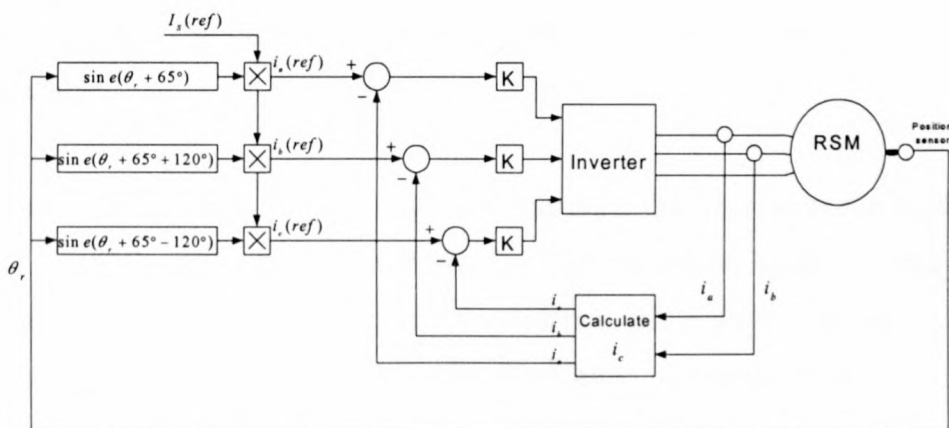 I_s(ref)
sin e(θ_r + 65°)
i_a(ref)
+
−
K
sin e(θ_r + 65° + 120°)
i_b(ref)
+
−
K
sin e(θ_r + 65° − 120°)
i_c(ref)
+
−
K
Inverter
RSM
Position
sensor
θ_r
i_a
i_b
i_c
i_b
i_a
Calculate
i_c